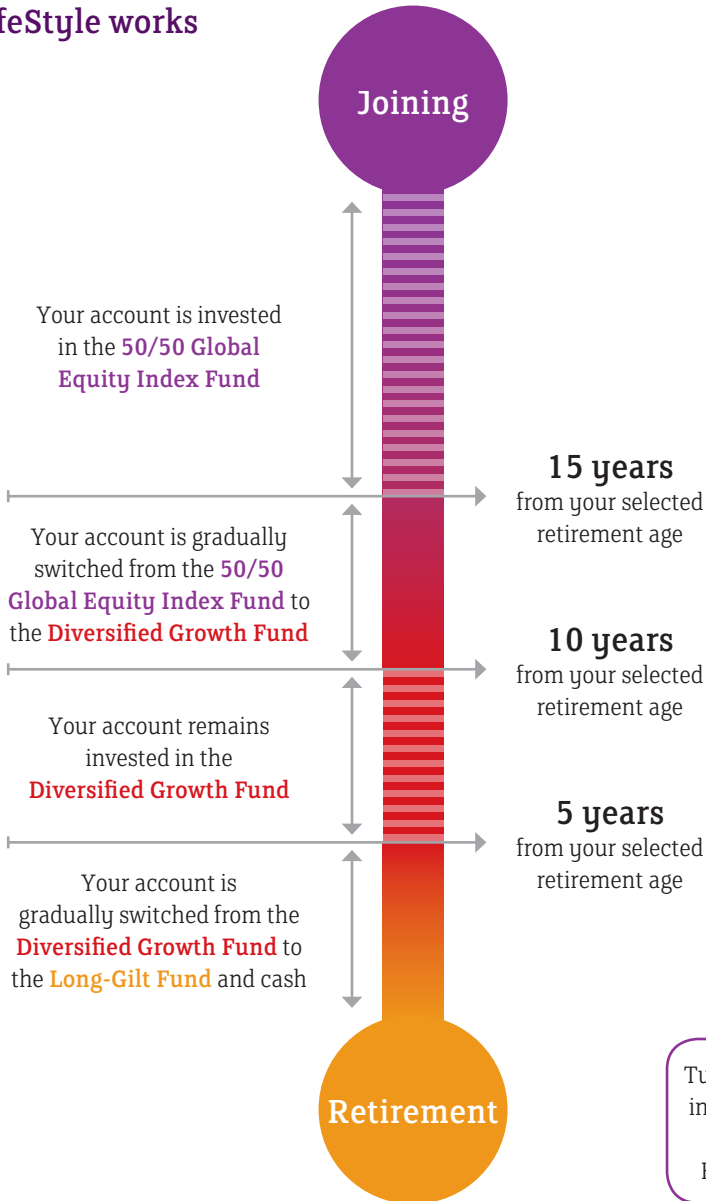 feStyle works
Joining
Your account is invested
in the 50/50 Global
Equity Index Fund
15 years
from your selected
retirement age
Your account is gradually
switched from the 50/50
Global Equity Index Fund to
the Diversified Growth Fund
10 years
from your selected
retirement age
Your account remains
invested in the
Diversified Growth Fund
5 years
from your selected
retirement age
Your account is
gradually switched from the
Diversified Growth Fund to
the Long-Gilt Fund and cash
Retirement